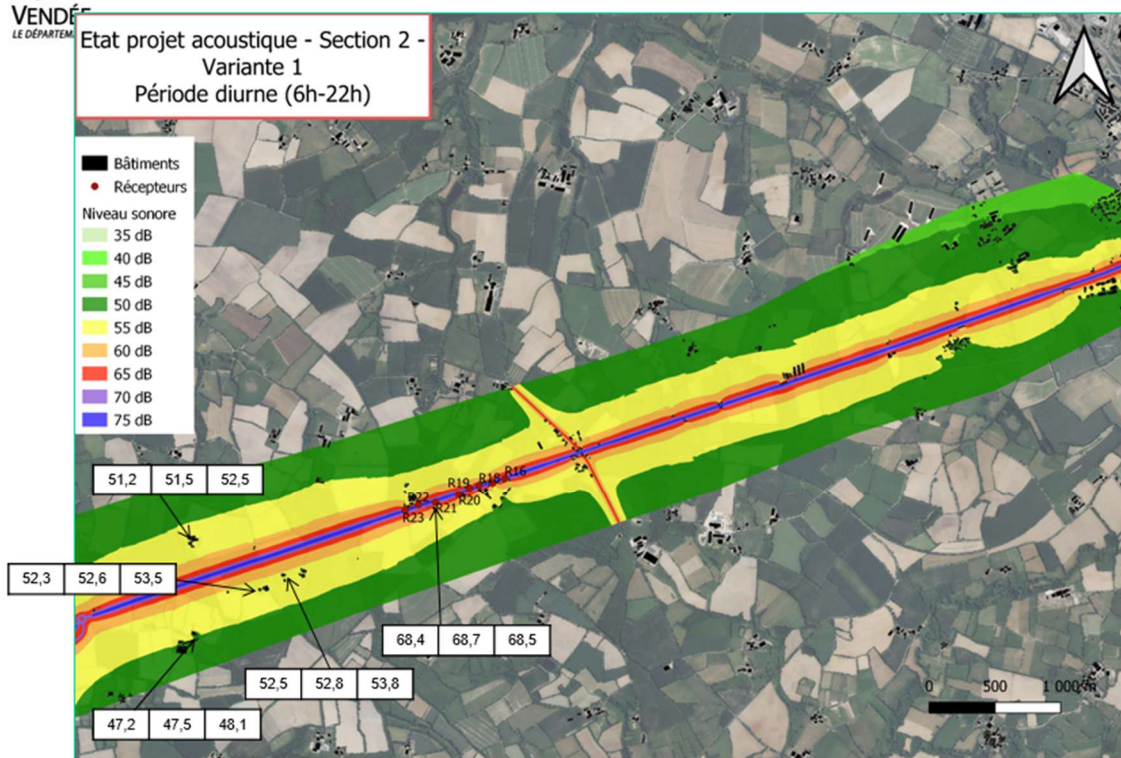 VENDÉE
LE DÉPARTEM
Etat projet acoustique - Section 2 -
Variante 1
Période diurne (6h-22h)
Bâtiments
Récepteurs
Niveau sonore
35 dB
40 dB
45 dB
50 dB
55 dB
60 dB
65 dB
70 dB
75 dB
51,2 51,5 52,5
R16
R18
R19
R20
R22
R21
R23
52,3 52,6 53,5
68,4 68,7 68,5
52,5 52,8 53,8
47,2 47,5 48,1
0 500 1 000 m